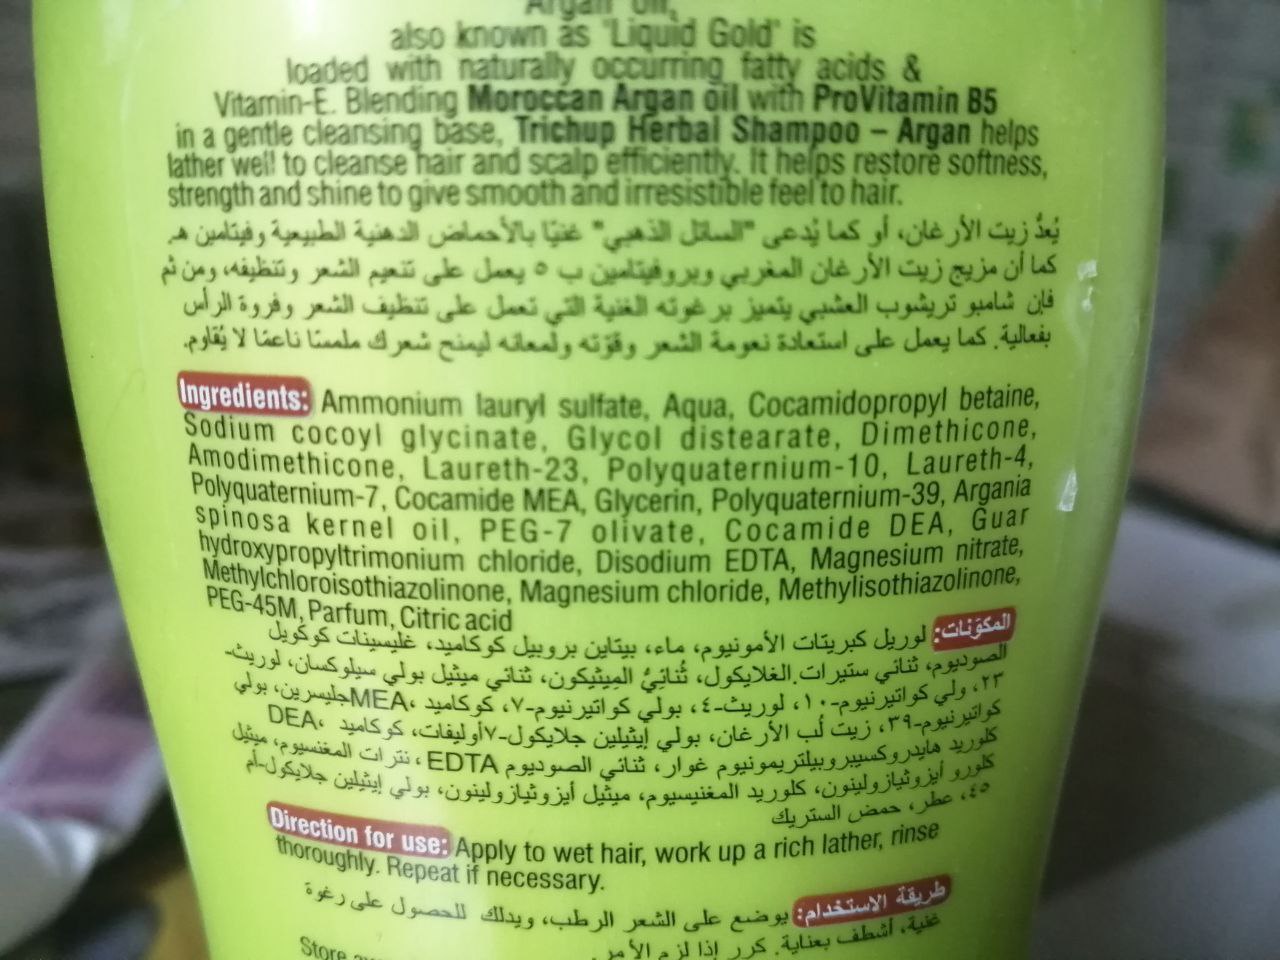 Argan Oil,
also known as 'Liquid Gold' is
loaded with naturally occurring fatty acids &
Vitamin-E. Blending Moroccan Argan oil with ProVitamin B5
in a gentle cleansing base, Trichup Herbal Shampoo – Argan helps
lather well to cleanse hair and scalp efficiently. It helps restore softness,
strength and shine to give smooth and irresistible feel to hair.
يُعدُّ زيت الأرغان، أو كما يُدعى "السائل الذهبي" غنيًا بالأحماض الدهنية الطبيعية وفيتامين هـ.
كما أن مزيج زيت الأرغان المغربي وبروفيتامين ب ٥ يعمل على تنعيم الشعر وتنظيفه، ومن ثم
فإن شامبو تريشوب العشبي يتميز برغوته الغنية التي تعمل على تنظيف الشعر وفروة الرأس
بفعالية. كما يعمل على استعادة نعومة الشعر وقوّته ولمعانه ليمنح شعرك ملمسًا ناعمًا لا يُقاوم.
Ingredients: Ammonium lauryl sulfate, Aqua, Cocamidopropyl betaine,
Sodium cocoyl glycinate, Glycol distearate, Dimethicone,
Amodimethicone, Laureth-23, Polyquaternium-10, Laureth-4,
Polyquaternium-7, Cocamide MEA, Glycerin, Polyquaternium-39, Argania
spinosa kernel oil, PEG-7 olivate, Cocamide DEA, Guar
hydroxypropyltrimonium chloride, Disodium EDTA, Magnesium nitrate,
Methylchloroisothiazolinone, Magnesium chloride, Methylisothiazolinone,
PEG-45M, Parfum, Citric acid
المكوّنات: لوريل كبريتات الأمونيوم، ماء، بيتاين بروبيل كوكاميد، غليسينات كوكويل
الصوديوم، ثنائي ستيرات.الغلايكول، ثُنائِيُّ المِيثيكون، ثنائي ميثيل بولي سيلوكسان، لوريث-
٢٣، ولي كواتيرنيوم-١٠، لوريث-٤، بولي كواتيرنيوم-٧، كوكاميد MEA، جليسرين، بولي
كواتيرنيوم-٣٩، زيت لُب الأرغان، بولي إيثيلين جلايكول-٧أوليفات، كوكاميد DEA،
كلوريد هايدروكسيبروبيلتريمونيوم غوار، ثنائي الصوديوم EDTA، نترات المغنسيوم، ميثيل
كلورو أيزوثيازولينون، كلوريد المغنيسيوم، ميثيل أيزوثيازولينون، بولي إيثيلين جلايكول-أم
٤٥، عطر، حمض الستريك
Direction for use: Apply to wet hair, work up a rich lather, rinse
thoroughly. Repeat if necessary.
طريقة الاستخدام: يوضع على الشعر الرطب، ويدلك للحصول على رغوة
غنية، أشطف بعناية. كرر إذا لزم الأمر.
Store